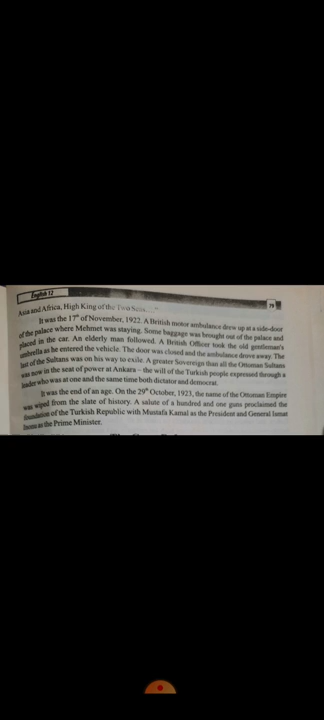 English 12
79
Asia and Africa, High King of the Two Seas...."
It was the 17th of November, 1922. A British motor ambulance drew up at a side-door
of the palace where Mehmet was staying. Some baggage was brought out of the palace and
placed in the car. An elderly man followed. A British Officer took the old gentleman's
umbrella as he entered the vehicle. The door was closed and the ambulance drove away. The
last of the Sultans was on his way to exile. A greater Sovereign than all the Ottoman Sultans
was now in the seat of power at Ankara – the will of the Turkish people expressed through a
leader who was at one and the same time both dictator and democrat.
It was the end of an age. On the 29th October, 1923, the name of the Ottoman Empire
was wiped from the slate of history. A salute of a hundred and one guns proclaimed the
foundation of the Turkish Republic with Mustafa Kamal as the President and General Ismat
as the Prime Minister.